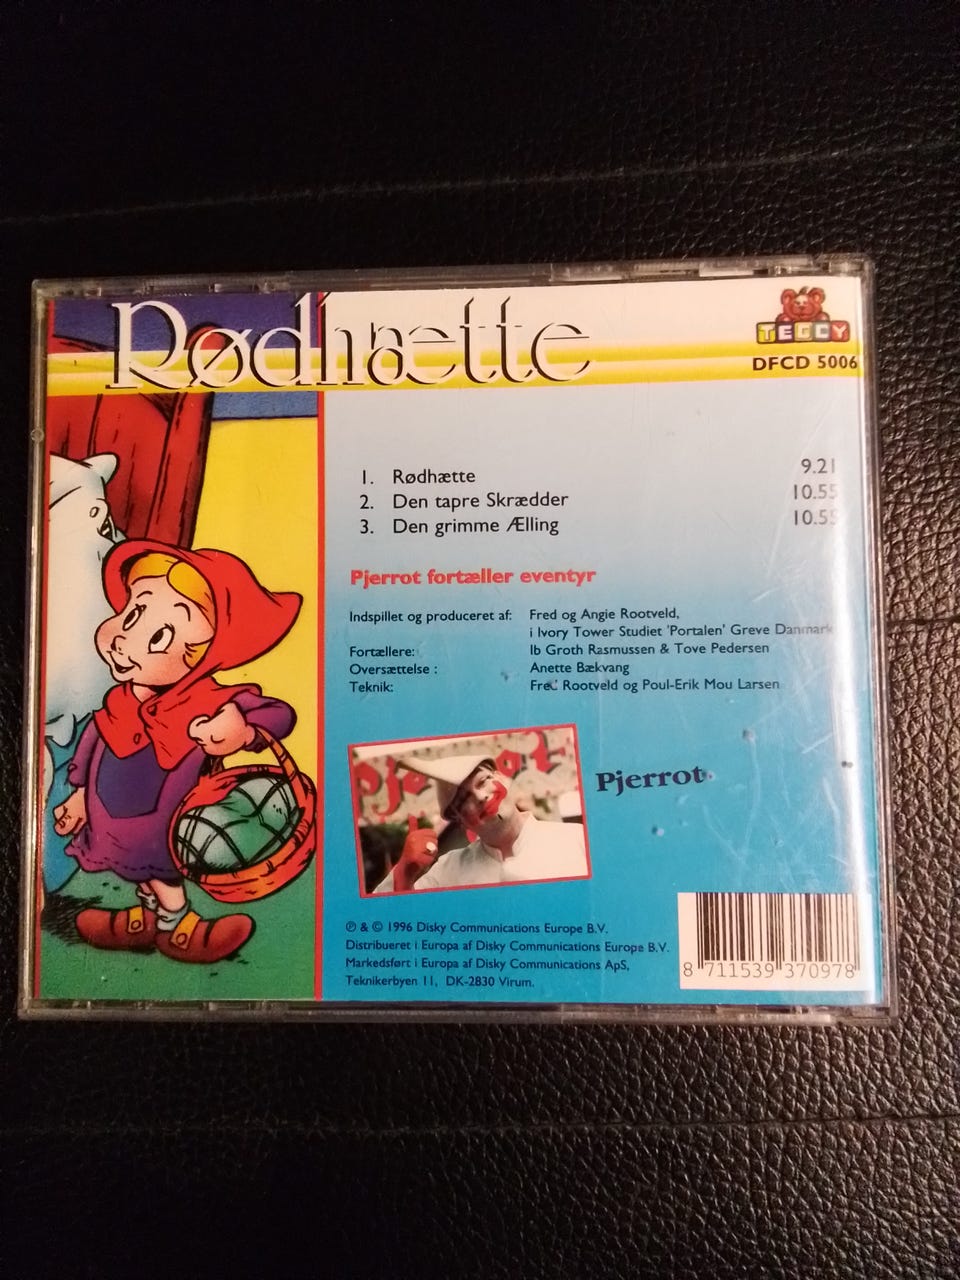 Rødhætte
TEDDY
DFCD 5006
1. Rødhætte 9.21
2. Den tapre Skrædder 10.55
3. Den grimme Ælling 10.55
Pjerrot fortæller eventyr
Indspillet og produceret af: Fred og Angie Rootveld,
i Ivory Tower Studiet 'Portalen' Greve Danmark
Fortællere: Ib Groth Rasmussen & Tove Pedersen
Oversættelse : Anette Bækvang
Teknik: Fred Rootveld og Poul-Erik Mou Larsen
Pjerrot
℗ & © 1996 Disky Communications Europe B.V.
Distribueret i Europa af Disky Communications Europe B.V.
Markedsført i Europa af Disky Communications ApS,
Teknikerbyen 11, DK-2830 Virum.
8 711539 370978